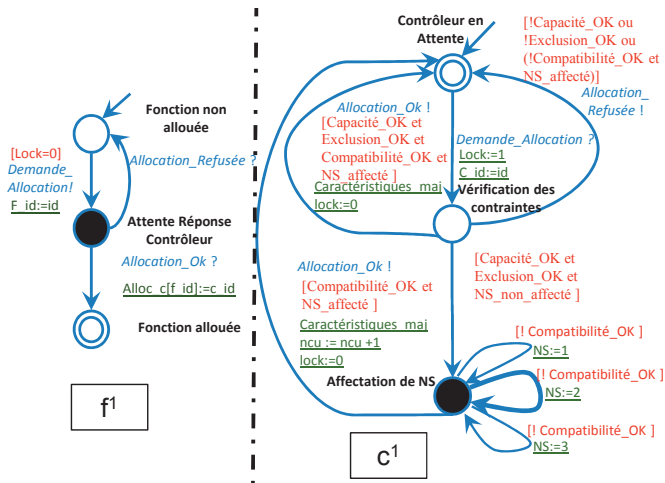 Fonction non
allouée
[Lock=0]
Demande_
Allocation!
F_id:=id
Allocation_Refusée ?
Attente Réponse
Contrôleur
Allocation_Ok ?
Alloc_c[f_id]:=c_id
Fonction allouée
f1
Contrôleur en
Attente
[!Capacité_OK ou
!Exclusion_OK ou
(!Compatibilité_OK et
NS_affecté)]
Allocation_
Refusée !
Allocation_Ok !
[Capacité_OK et
Exclusion_OK et
Compatibilité_OK et
NS_affecté ]
Caractéristiques_maj
lock:=0
Demande_Allocation ?
Lock:=1
C_id:=id
Vérification des
contraintes
Allocation_Ok !
[Compatibilité_OK et
NS_affecté ]
Caractéristiques_maj
ncu := ncu +1
lock:=0
[Capacité_OK et
Exclusion_OK et
NS_non_affecté ]
Affectation de NS
[! Compatibilité_OK ]
NS:=1
[! Compatibilité_OK ]
NS:=2
[! Compatibilité_OK ]
NS:=3
c1